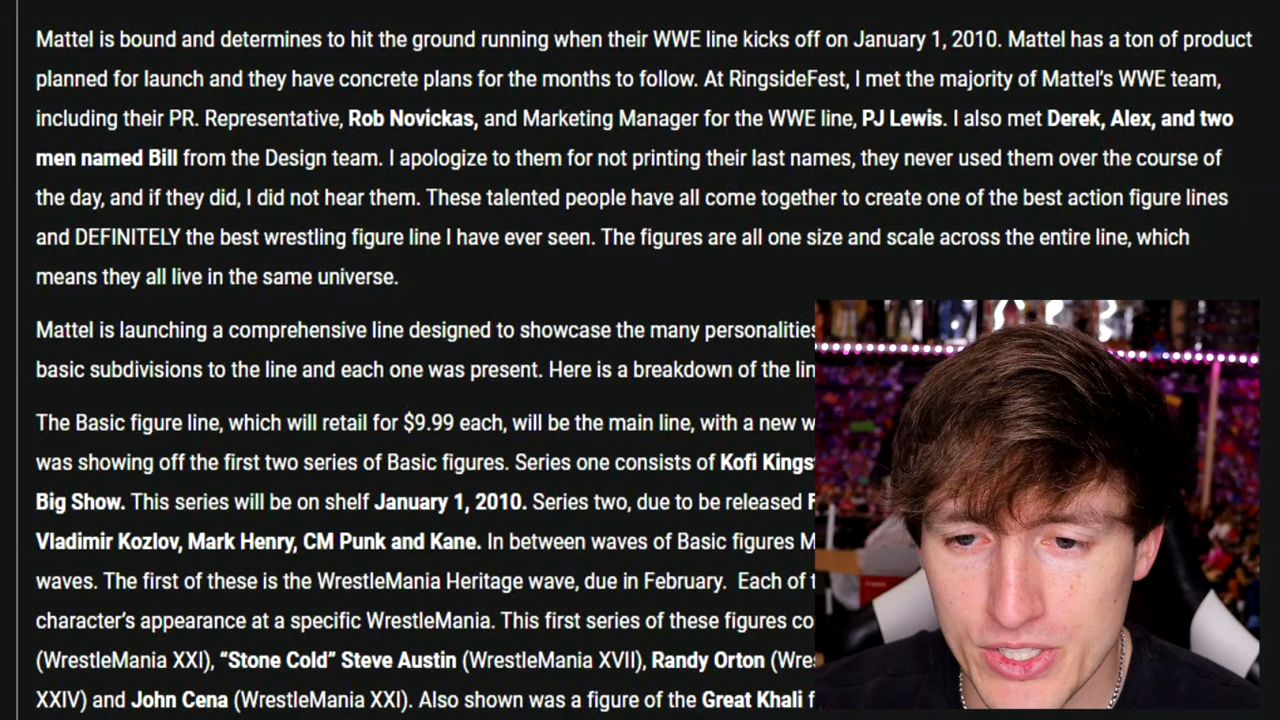 Mattel is bound and determines to hit the ground running when their WWE line kicks off on January 1, 2010. Mattel has a ton of product
planned for launch and they have concrete plans for the months to follow. At RingsideFest, I met the majority of Mattel's WWE team,
including their PR. Representative, Rob Novickas, and Marketing Manager for the WWE line, PJ Lewis. I also met Derek, Alex, and two
men named Bill from the Design team. I apologize to them for not printing their last names, they never used them over the course of
the day, and if they did, I did not hear them. These talented people have all come together to create one of the best action figure lines
and DEFINITELY the best wrestling figure line I have ever seen. The figures are all one size and scale across the entire line, which
means they all live in the same universe.
Mattel is launching a comprehensive line designed to showcase the many personalities
basic subdivisions to the line and each one was present. Here is a breakdown of the
The Basic figure line, which will retail for $9.99 each, will be the main line, with a new
was showing off the first two series of Basic figures. Series one consists of Kofi
Big Show. This series will be on shelf January 1, 2010. Series two, due to be released
Vladimir Kozlov, Mark Henry, CM Punk and Kane. In between waves of Basic figures
waves. The first of these is the WrestleMania Heritage wave, due in February. Each of
character's appearance at a specific WrestleMania. This first series of these figures
(WrestleMania XXI), “Stone Cold” Steve Austin (WrestleMania XVII), Randy Orton
XXIV) and John Cena (WrestleMania XXI). Also shown was a figure of the Great Khali